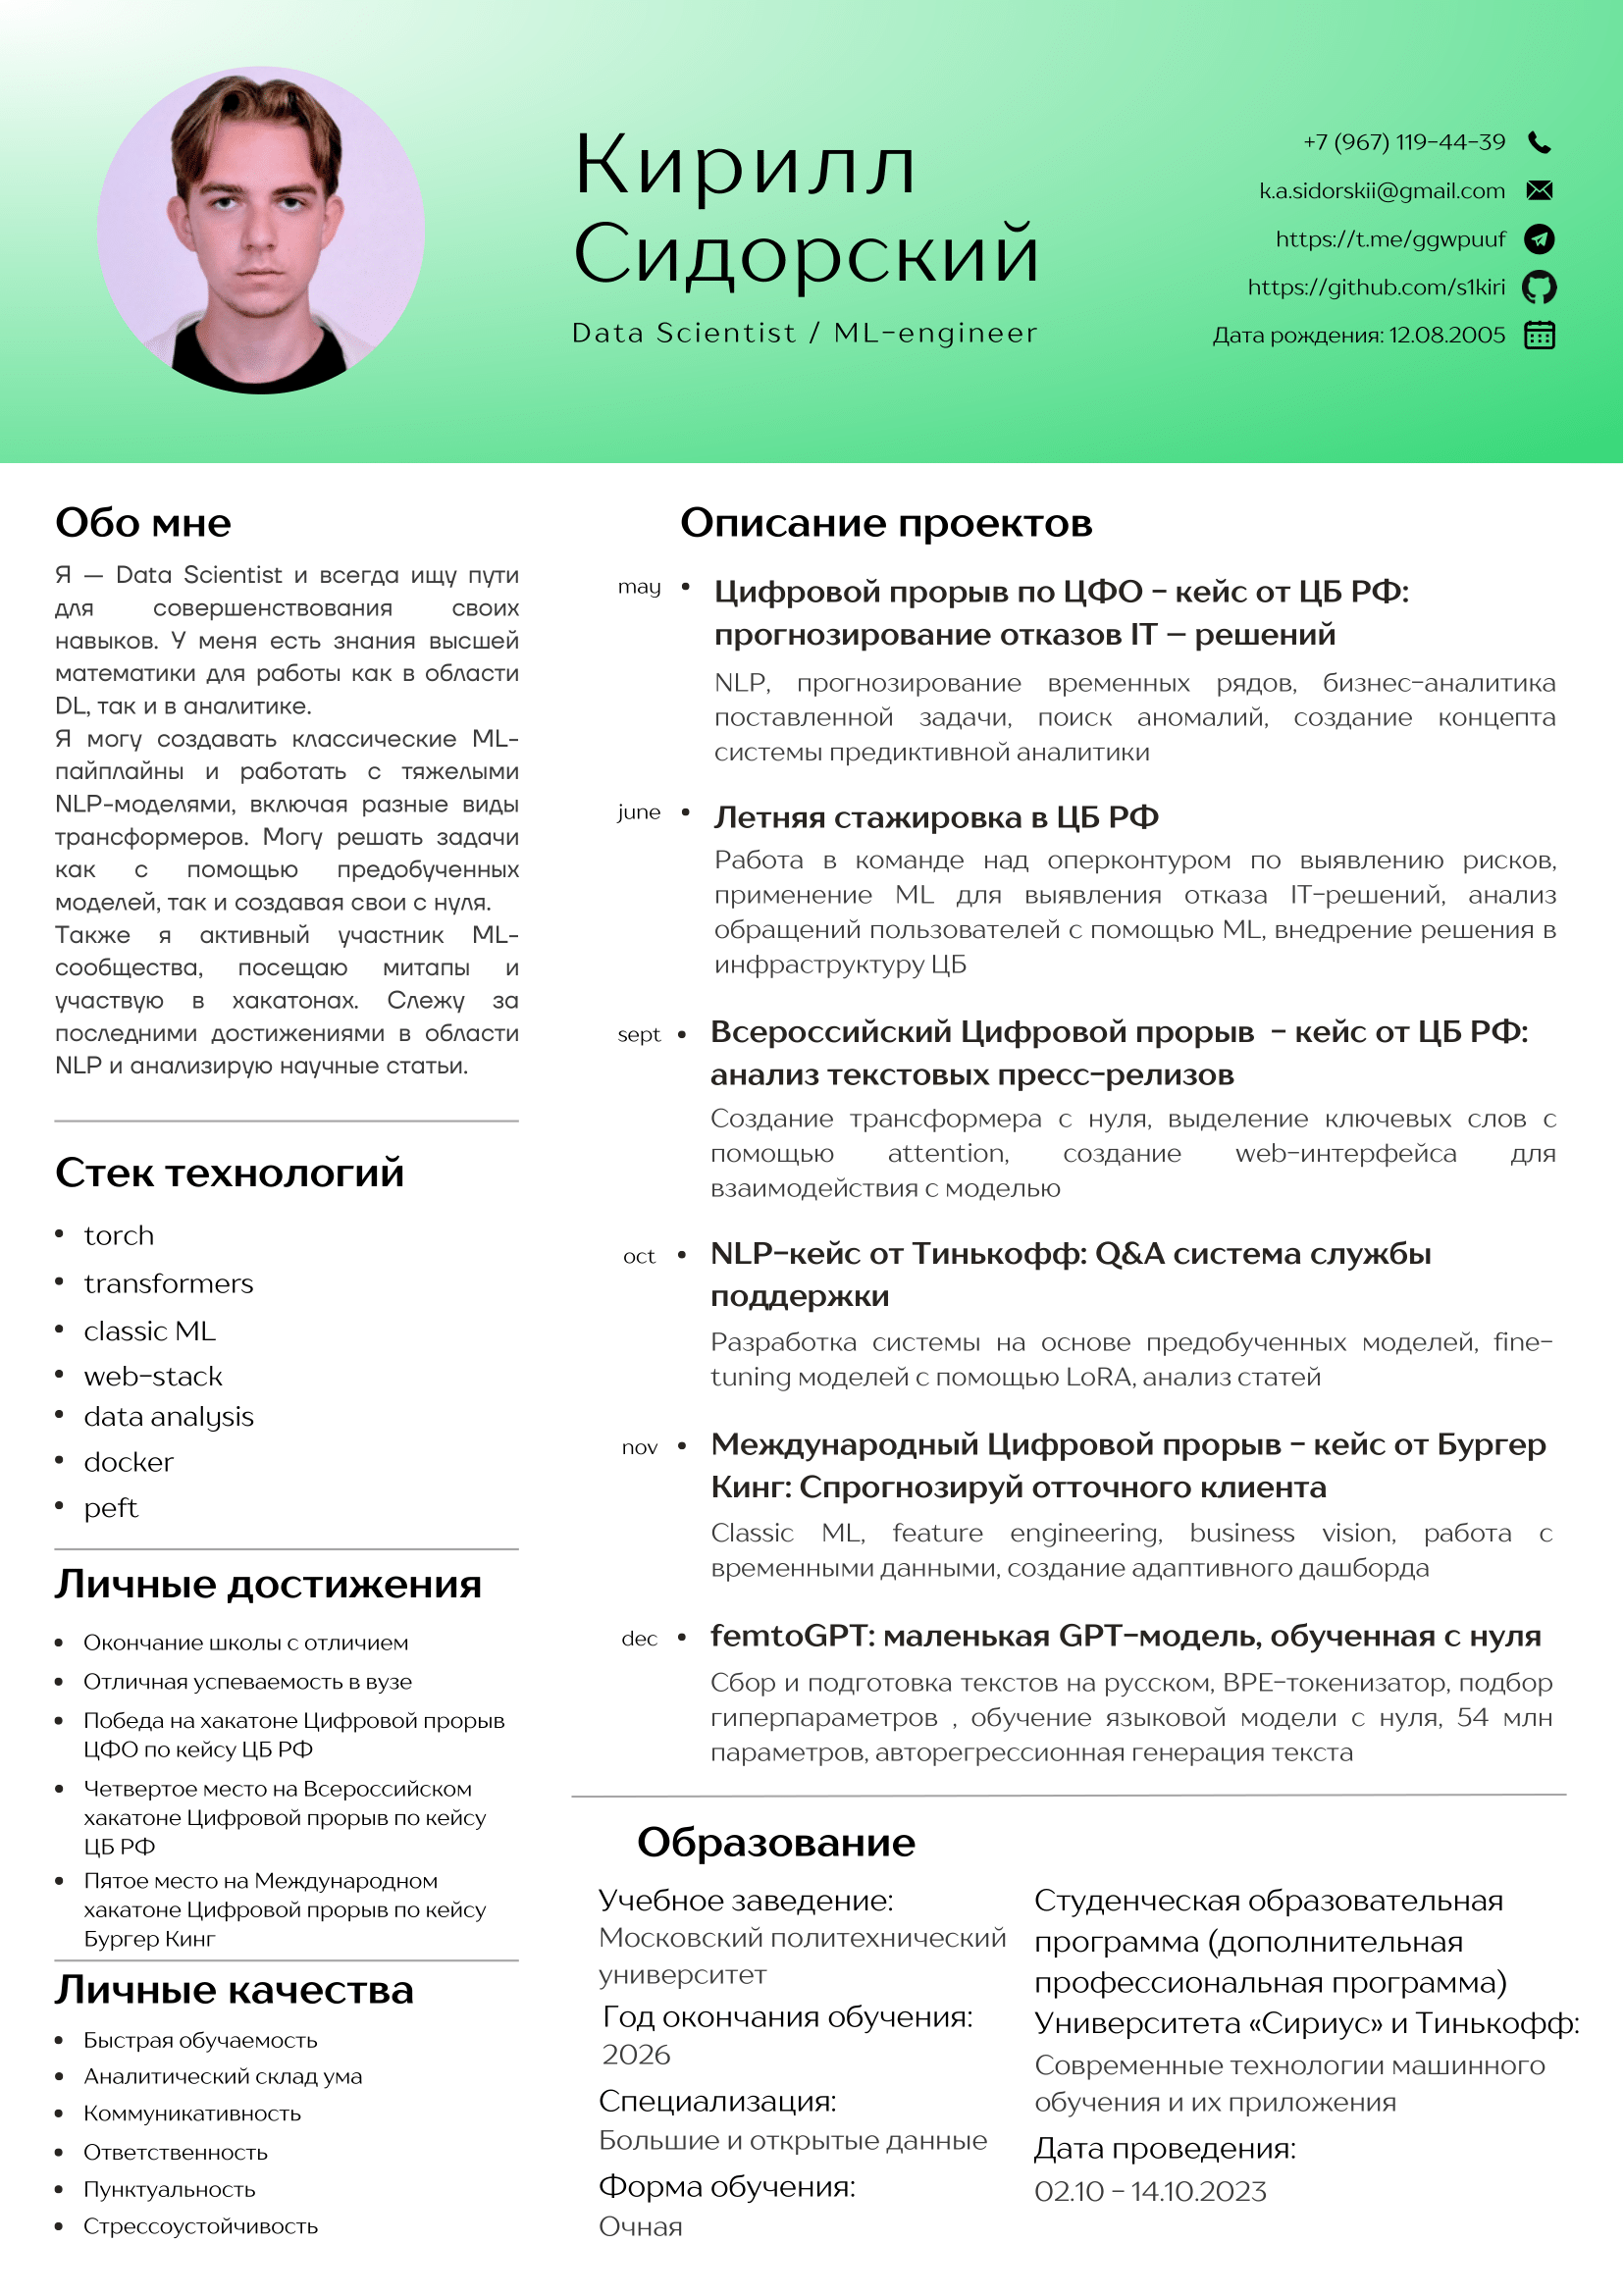 Кирилл
Сидорский
Data Scientist / ML-engineer
+7 (967) 119-44-39
k.a.sidorskii@gmail.com
https://t.me/ggwpuuf
https://github.com/s1kiri
Дата рождения: 12.08.2005
Обо мне
Я — Data Scientist и всегда ищу пути
для совершенствования своих
навыков. У меня есть знания высшей
математики для работы как в области
DL, так и в аналитике.
Я могу создавать классические ML-
пайплайны и работать с тяжелыми
NLP-моделями, включая разные виды
трансформеров. Могу решать задачи
как с помощью предобученных
моделей, так и создавая свои с нуля.
Также я активный участник ML-
сообщества, посещаю митапы и
участвую в хакатонах. Слежу за
последними достижениями в области
NLP и анализирую научные статьи.
Стек технологий
• torch
• transformers
• classic ML
• web-stack
• data analysis
• docker
• peft
Личные достижения
• Окончание школы с отличием
• Отличная успеваемость в вузе
• Победа на хакатоне Цифровой прорыв
ЦФО по кейсу ЦБ РФ
• Четвертое место на Всероссийском
хакатоне Цифровой прорыв по кейсу
ЦБ РФ
• Пятое место на Международном
хакатоне Цифровой прорыв по кейсу
Бургер Кинг
Личные качества
• Быстрая обучаемость
• Аналитический склад ума
• Коммуникативность
• Ответственность
• Пунктуальность
• Стрессоустойчивость
Описание проектов
may • Цифровой прорыв по ЦФО - кейс от ЦБ РФ:
прогнозирование отказов IT – решений
NLP, прогнозирование временных рядов, бизнес-аналитика
поставленной задачи, поиск аномалий, создание концепта
системы предиктивной аналитики
june • Летняя стажировка в ЦБ РФ
Работа в команде над оперконтуром по выявлению рисков,
применение ML для выявления отказа IT-решений, анализ
обращений пользователей с помощью ML, внедрение решения в
инфраструктуру ЦБ
sept • Всероссийский Цифровой прорыв - кейс от ЦБ РФ:
анализ текстовых пресс-релизов
Создание трансформера с нуля, выделение ключевых слов с
помощью attention, создание web-интерфейса для
взаимодействия с моделью
oct • NLP-кейс от Тинькофф: Q&A система службы
поддержки
Разработка системы на основе предобученных моделей, fine-
tuning моделей с помощью LoRA, анализ статей
nov • Международный Цифровой прорыв - кейс от Бургер
Кинг: Спрогнозируй отточного клиента
Classic ML, feature engineering, business vision, работа с
временными данными, создание адаптивного дашборда
dec • femtoGPT: маленькая GPT-модель, обученная с нуля
Сбор и подготовка текстов на русском, BPE-токенизатор, подбор
гиперпараметров , обучение языковой модели с нуля, 54 млн
параметров, авторегрессионная генерация текста
Образование
Учебное заведение:
Московский политехнический
университет
Год окончания обучения:
2026
Специализация:
Большие и открытые данные
Форма обучения:
Очная
Студенческая образовательная
программа (дополнительная
профессиональная программа)
Университета «Сириус» и Тинькофф:
Современные технологии машинного
обучения и их приложения
Дата проведения:
02.10 - 14.10.2023